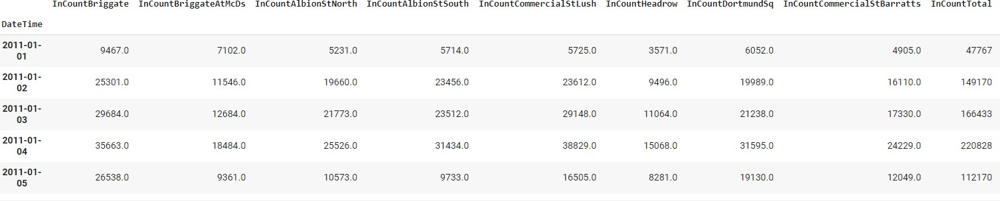 InCountBriggate InCountBriggateAtMcDs InCountAlbionStNorth InCountAlbionStSouth InCountCommercialStLush InCountHeadrow InCountDortmundSq InCountCommercialStBarratts InCountTotal
DateTime
2011-01-
01 9467.0 7102.0 5231.0 5714.0 5725.0 3571.0 6052.0 4905.0 47767
2011-01-
02 25301.0 11546.0 19660.0 23456.0 23612.0 9496.0 19989.0 16110.0 149170
2011-01-
03 29684.0 12684.0 21773.0 23512.0 29148.0 11064.0 21238.0 17330.0 166433
2011-01-
04 35663.0 18484.0 25526.0 31434.0 38829.0 15068.0 31595.0 24229.0 220828
2011-01-
05 26538.0 9361.0 10573.0 9733.0 16505.0 8281.0 19130.0 12049.0 112170